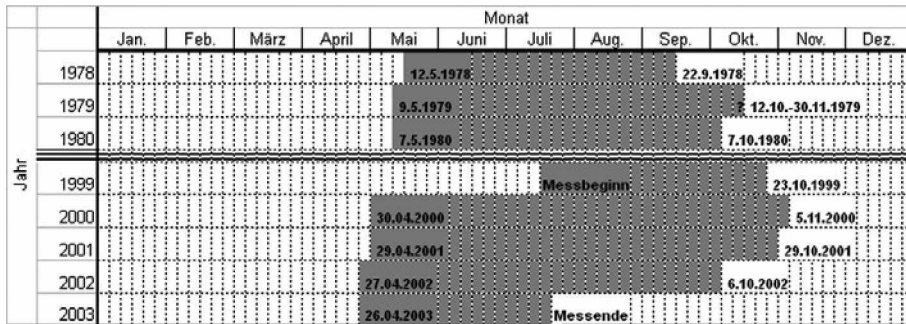 Monat
Jan. Feb. März April Mai Juni Juli Aug. Sep. Okt. Nov. Dez.
Jahr
1978 12.5.1978 22.9.1978
1979 9.5.1979 ? 12.10.-30.11.1979
1980 7.5.1980 7.10.1980
1999 Messbeginn 23.10.1999
2000 30.04.2000 5.11.2000
2001 29.04.2001 29.10.2001
2002 27.04.2002 6.10.2002
2003 26.04.2003 Messende